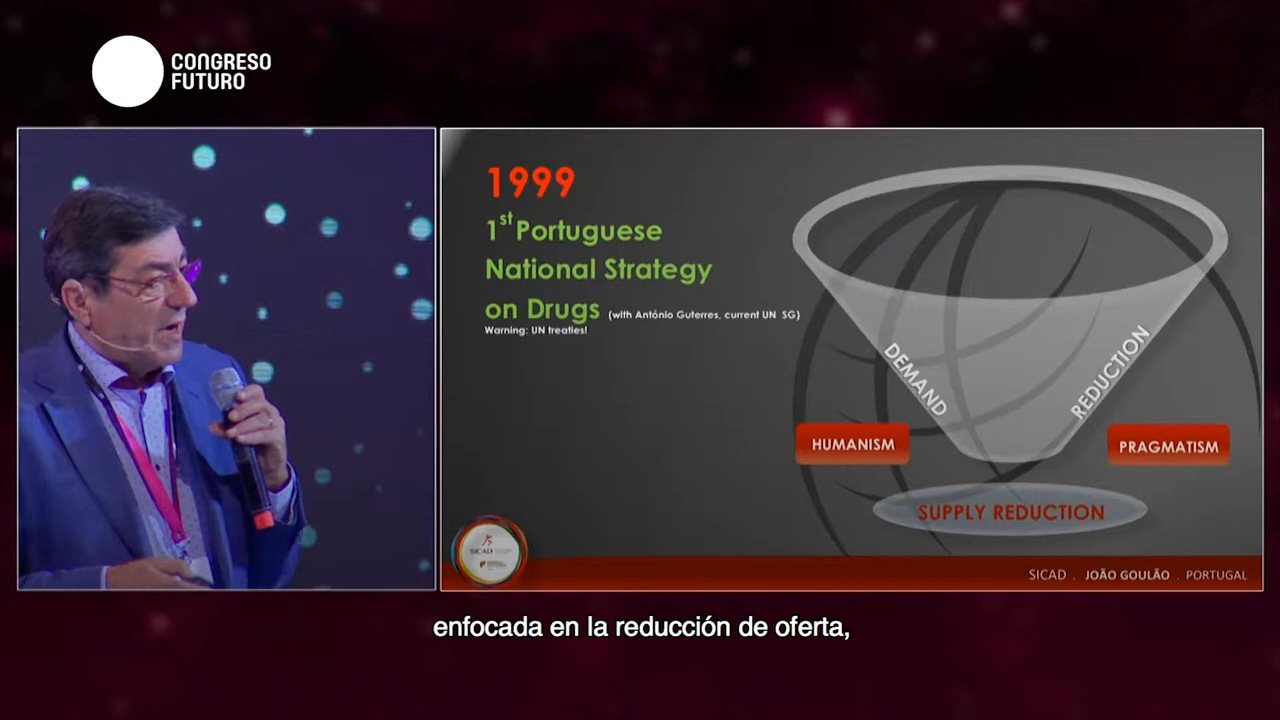 CONGRESO
FUTURO
1999
1st Portuguese
National Strategy
on Drugs (with António Guterres, current UN SG)
Warning: UN treaties!
DEMAND
REDUCTION
HUMANISM
PRAGMATISM
SUPPLY REDUCTION
SICAD
SICAD . JOÃO GOULÃO . PORTUGAL
enfocada en la reducción de oferta,